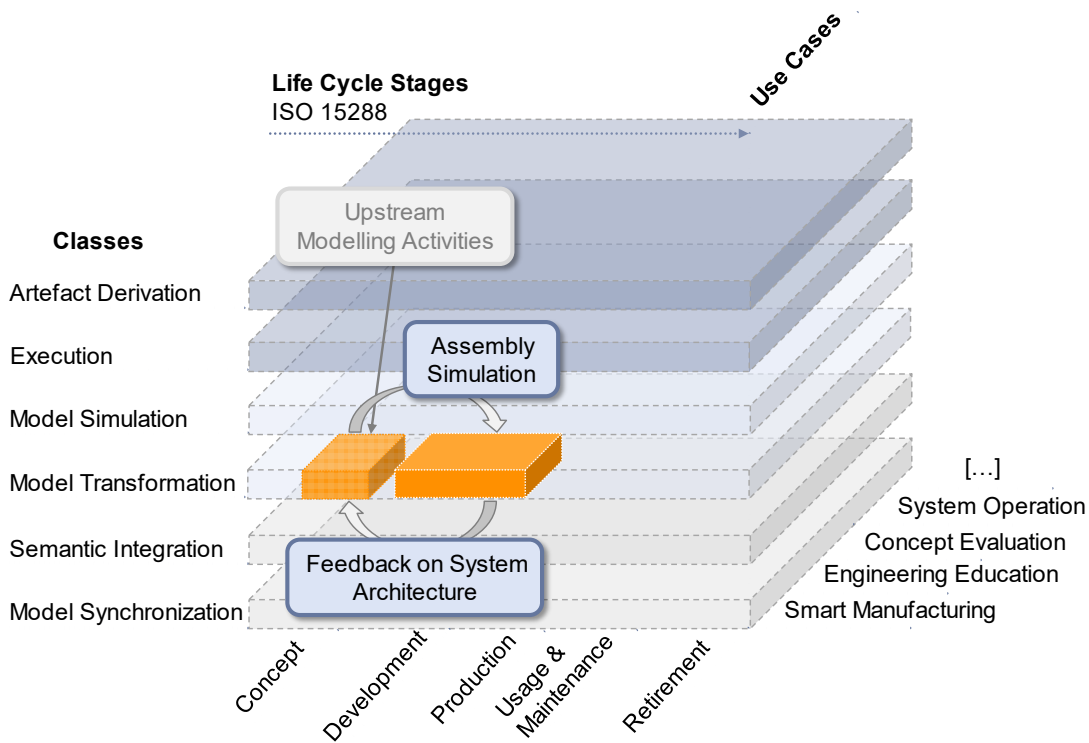 Life Cycle Stages
ISO 15288
Use Cases
Upstream
Modelling Activities
Classes
Artefact Derivation
Execution
Assembly
Simulation
Model Simulation
Model Transformation
[…]
System Operation
Semantic Integration
Concept Evaluation
Feedback on System
Architecture
Engineering Education
Model Synchronization
Smart Manufacturing
Concept
Development
Production
Usage &
Maintenance
Retirement